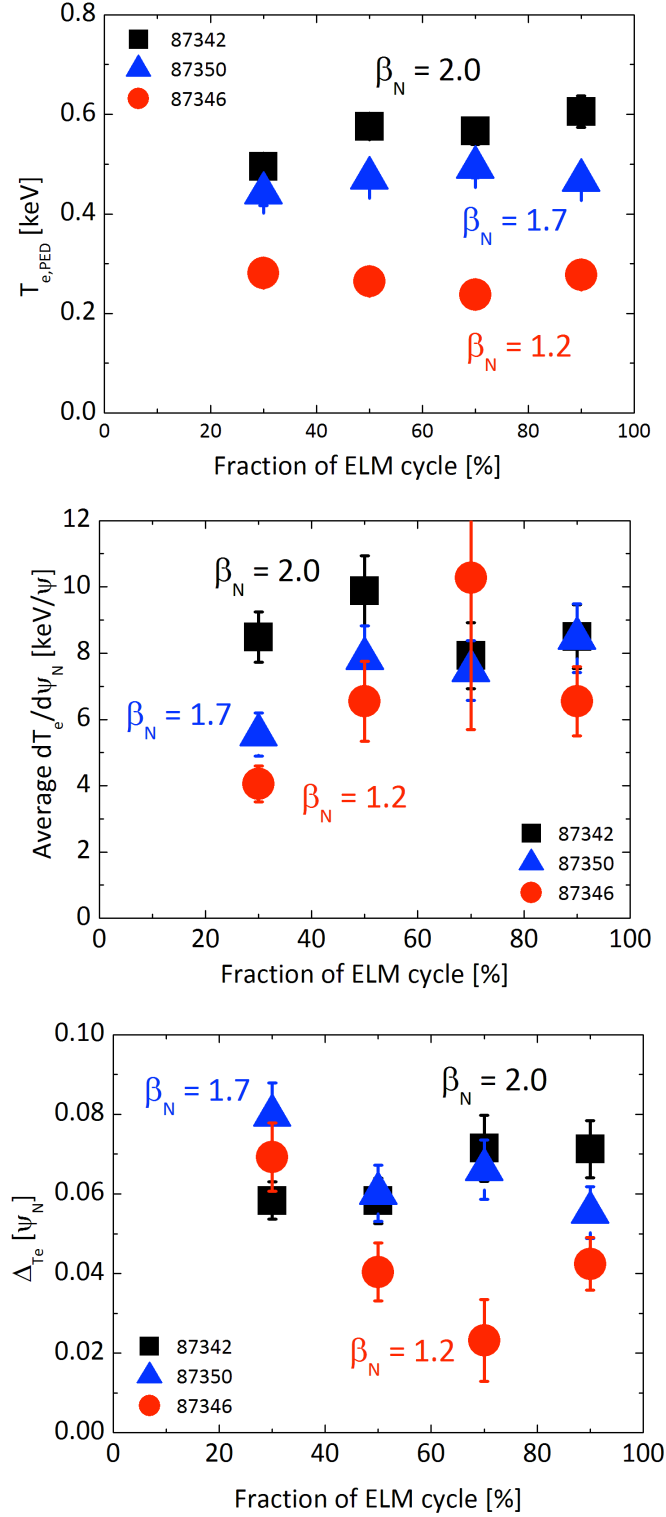 87342
87350
87346
β_N = 2.0
β_N = 1.7
β_N = 1.2
T_e,PED [keV]
0.8
0.6
0.4
0.2
0.0
0 20 40 60 80 100
Fraction of ELM cycle [%]
Average dT_e/dψ_N [keV/ψ]
12
10
8
6
4
2
0
β_N = 2.0
β_N = 1.7
β_N = 1.2
87342
87350
87346
0 20 40 60 80 100
Fraction of ELM cycle [%]
Δ_Te [ψ_N]
0.10
0.08
0.06
0.04
0.02
0.00
β_N = 1.7
β_N = 2.0
β_N = 1.2
87342
87350
87346
0 20 40 60 80 100
Fraction of ELM cycle [%]